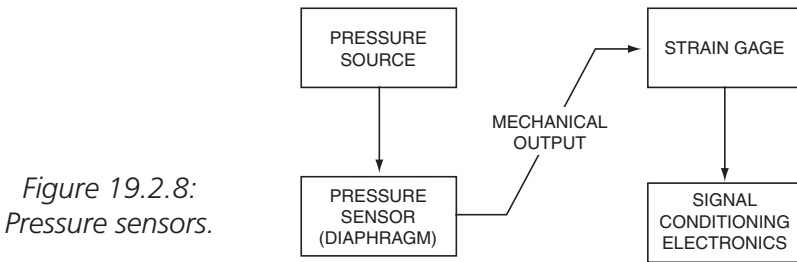 Figure 19.2.8:
Pressure sensors.
PRESSURE
SOURCE
PRESSURE
SENSOR
(DIAPHRAGM)
MECHANICAL
OUTPUT
STRAIN GAGE
SIGNAL
CONDITIONING
ELECTRONICS